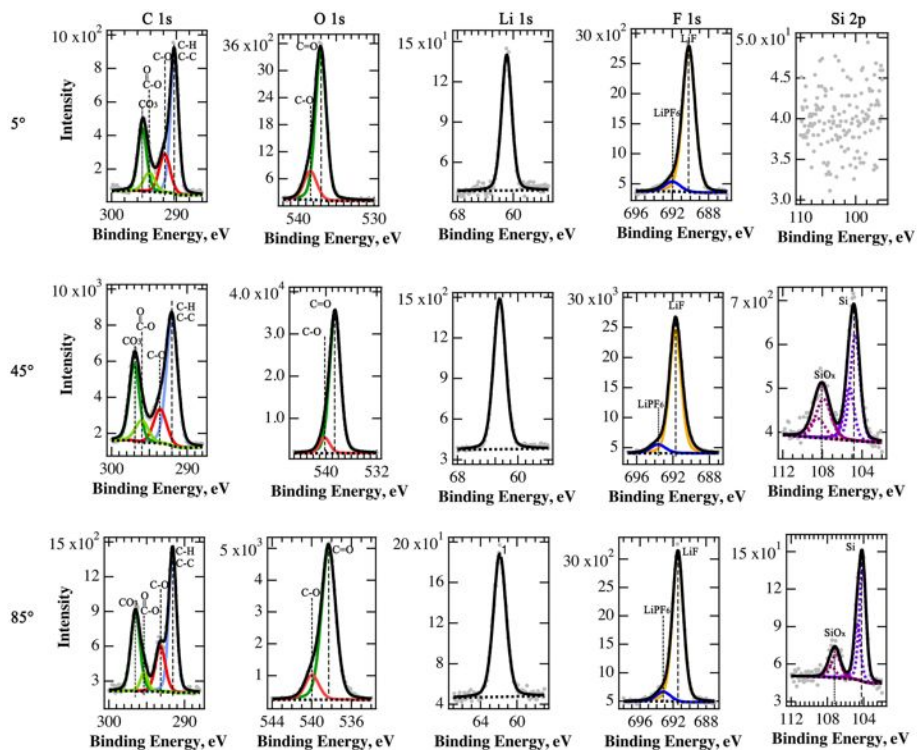 C 1s O 1s Li 1s F 1s Si 2p
5°
Intensity
10 x10²
8
6
4
2
O
C-O
CO₃
C-O
C-H
C-C
300 290
Binding Energy, eV
36 x10²
30
24
18
12
6
C=O
C-O
540 530
Binding Energy, eV
15 x10¹
12
9
6
68 60
Binding Energy, eV
30 x10²
25
20
15
10
5
LiF
LiPF₆
696 692 688
Binding Energy, eV
5.0 x10¹
4.5
4.0
3.5
3.0
110 100
Binding Energy, eV
45°
Intensity
10 x10³
8
6
4
2
O
C-O
CO₃
C-O
C-H
C-C
300 290
Binding Energy, eV
4.0 x10⁴
3.0
2.0
1.0
C=O
C-O
540 532
Binding Energy, eV
15 x10²
12
9
6
3
68 60
Binding Energy, eV
30 x10³
25
20
15
10
5
LiF
LiPF₆
696 692 688
Binding Energy, eV
7 x10²
6
5
4
Si
SiOₓ
112 108 104
Binding Energy, eV
85°
Intensity
15 x10²
12
9
6
3
O
C-O
CO₃
C-O
C-H
C-C
300 290
Binding Energy, eV
5 x10³
4
3
2
1
C=O
C-O
544 540 536
Binding Energy, eV
20 x10¹
16
12
8
4
1
64 60
Binding Energy, eV
30 x10²
25
20
15
10
5
LiF
LiPF₆
696 692 688
Binding Energy, eV
15 x10¹
12
9
6
3
Si
SiOₓ
112 108 104
Binding Energy, eV